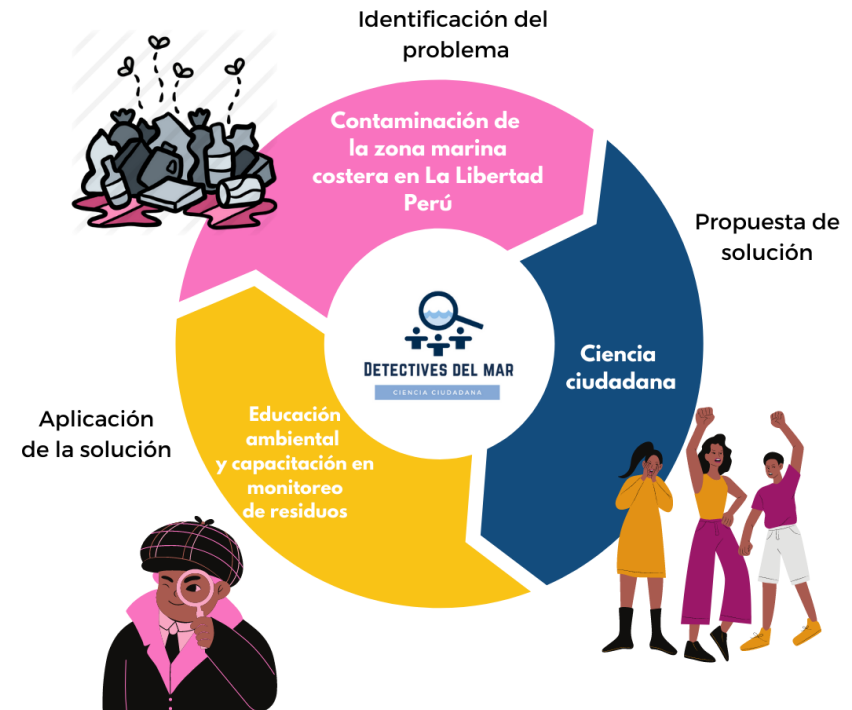 Identificación del
problema
Contaminación de
la zona marina
costera en La Libertad
Perú
Propuesta de
solución
Ciencia
ciudadana
DETECTIVES DEL MAR
CIENCIA CIUDADANA
Aplicación
de la solución
Educación
ambiental
y capacitación en
monitoreo
de residuos